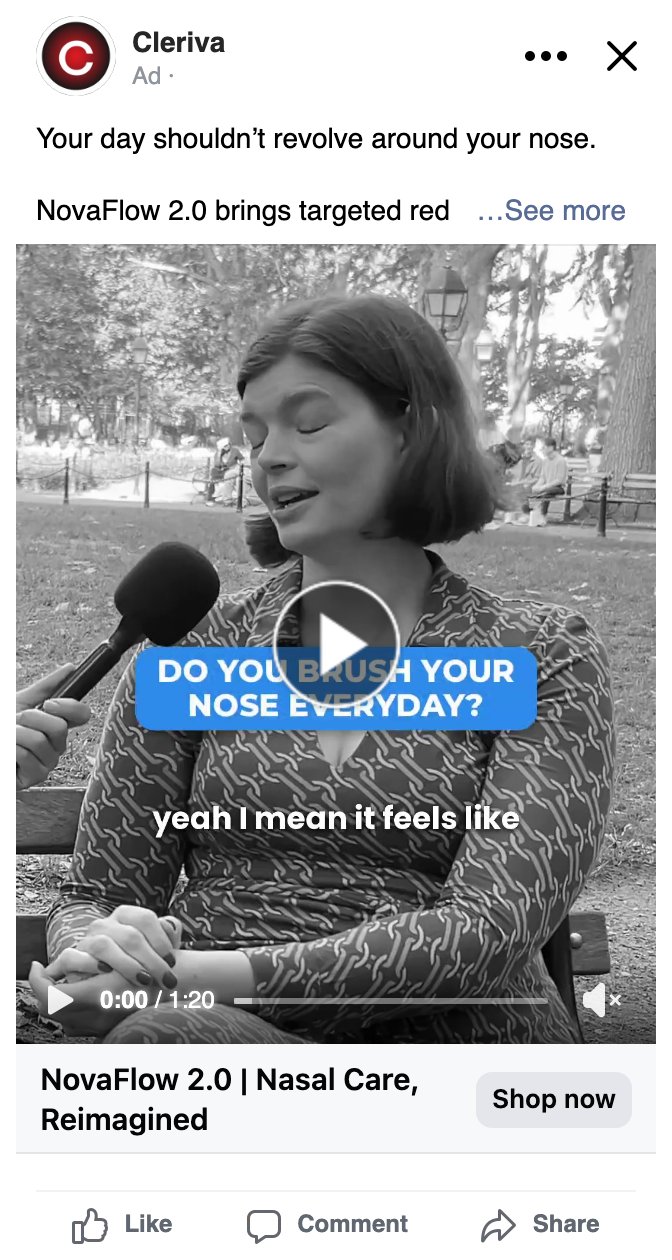 C
Cleriva
Ad ·
Your day shouldn’t revolve around your nose.
NovaFlow 2.0 brings targeted red …See more
DO YOU BRUSH YOUR
NOSE EVERYDAY?
yeah I mean it feels like
0:00 / 1:20
NovaFlow 2.0 | Nasal Care,
Reimagined
Shop now
Like Comment Share